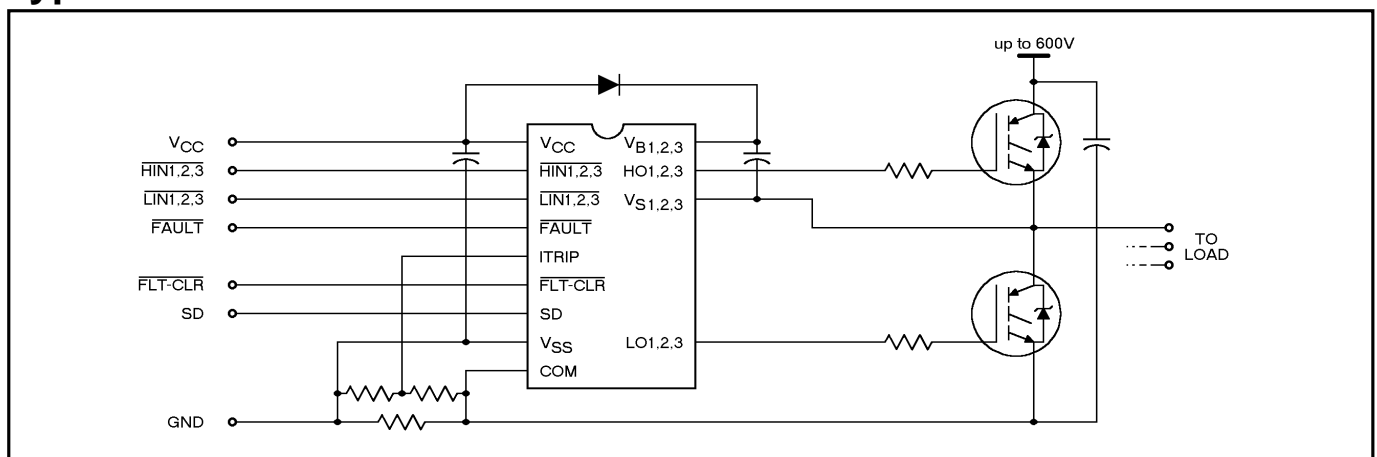 up to 600V
VCC
HIN1,2,3
LIN1,2,3
FAULT
FLT-CLR
SD
GND
VCC
HIN1,2,3
LIN1,2,3
FAULT
ITRIP
FLT-CLR
SD
VSS
COM
VB1,2,3
HO1,2,3
VS1,2,3
LO1,2,3
TO
LOAD